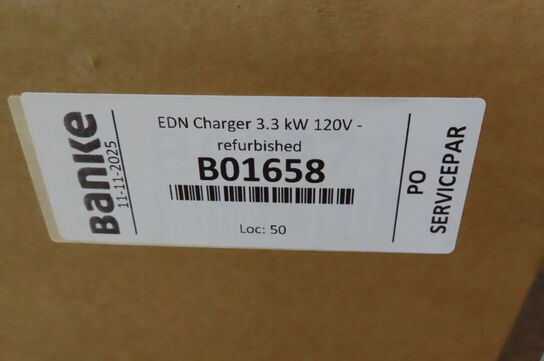 Banke
11-11-2025
EDN Charger 3.3 kW 120V -
refurbished
B01658
Loc: 50
PO
SERVICEPAR